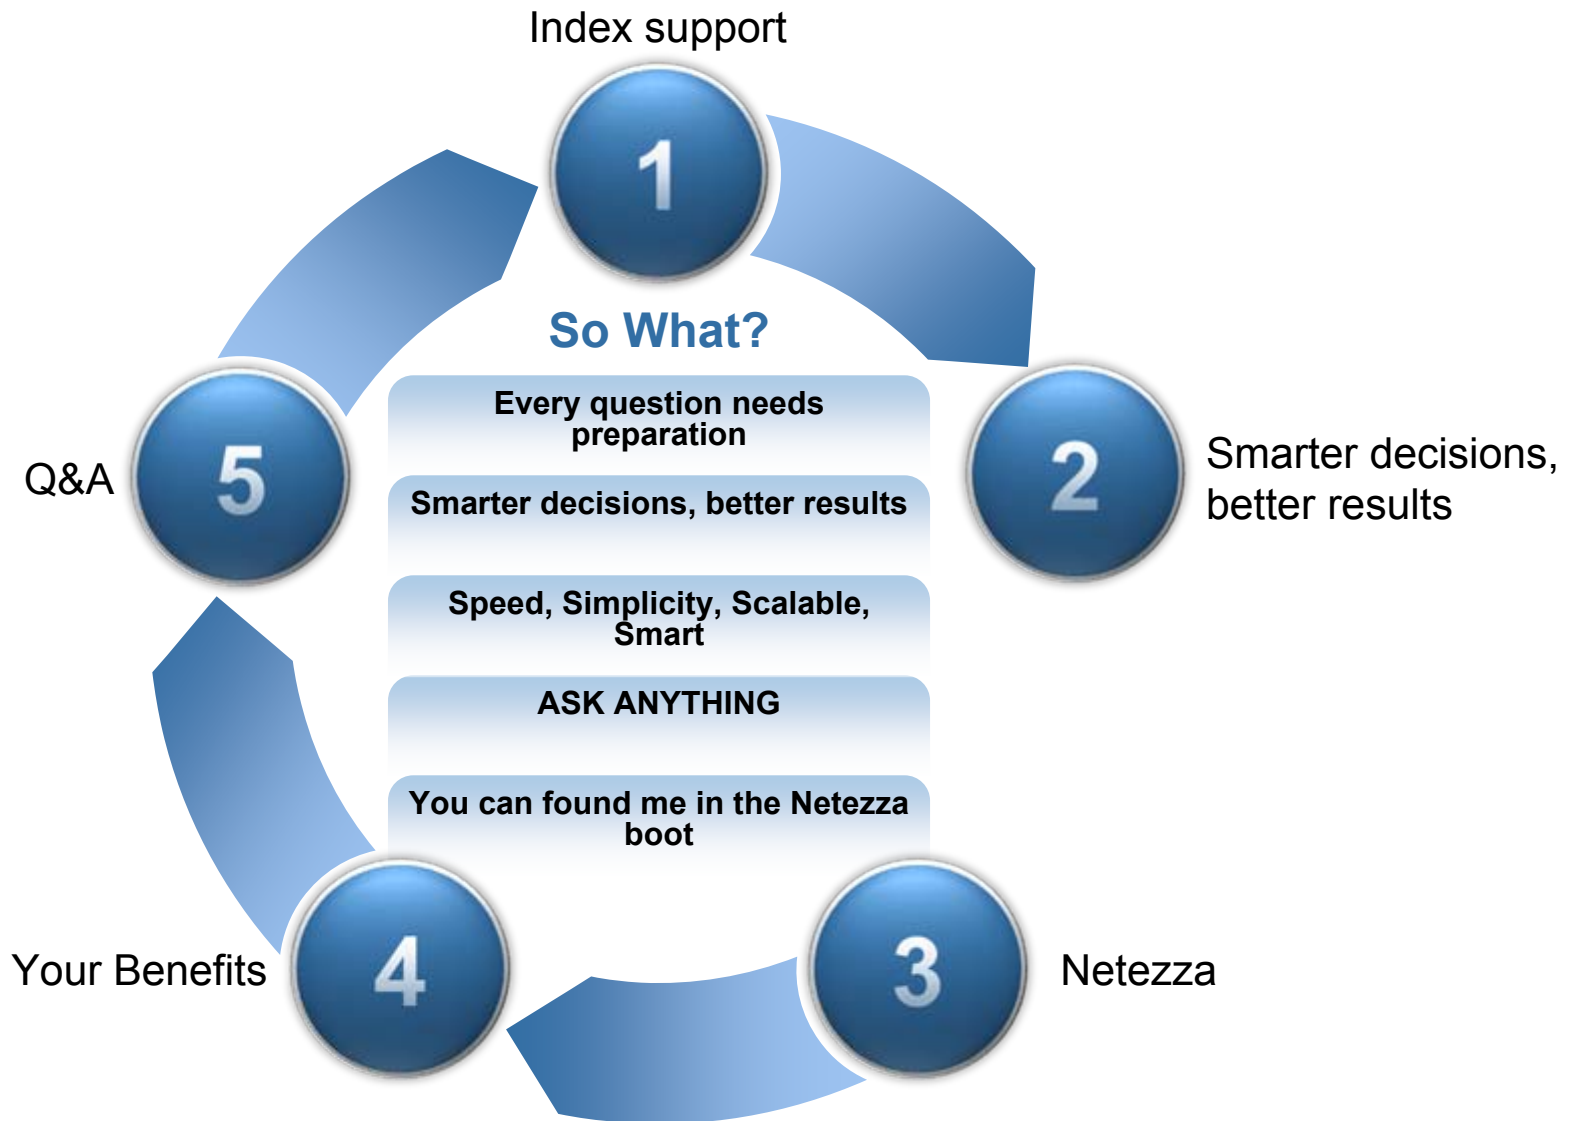 Index support
1
So What?
Every question needs
preparation
Smarter decisions, better results
Speed, Simplicity, Scalable,
Smart
ASK ANYTHING
You can found me in the Netezza
boot
2
Smarter decisions,
better results
3
Netezza
4
Your Benefits
5
Q&A